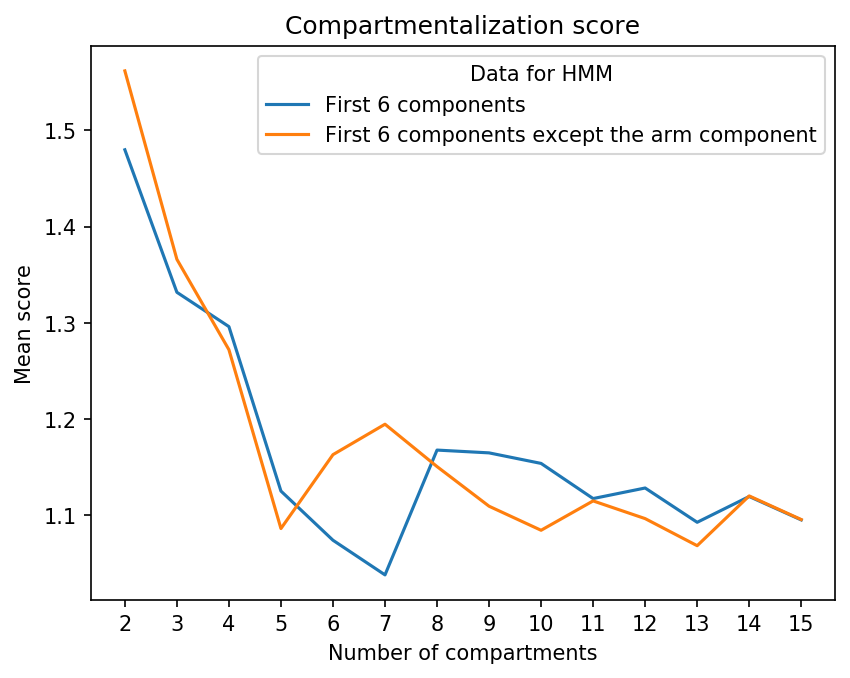 Compartmentalization score
Data for HMM
First 6 components
First 6 components except the arm component
Mean score
1.5
1.4
1.3
1.2
1.1
2 3 4 5 6 7 8 9 10 11 12 13 14 15
Number of compartments